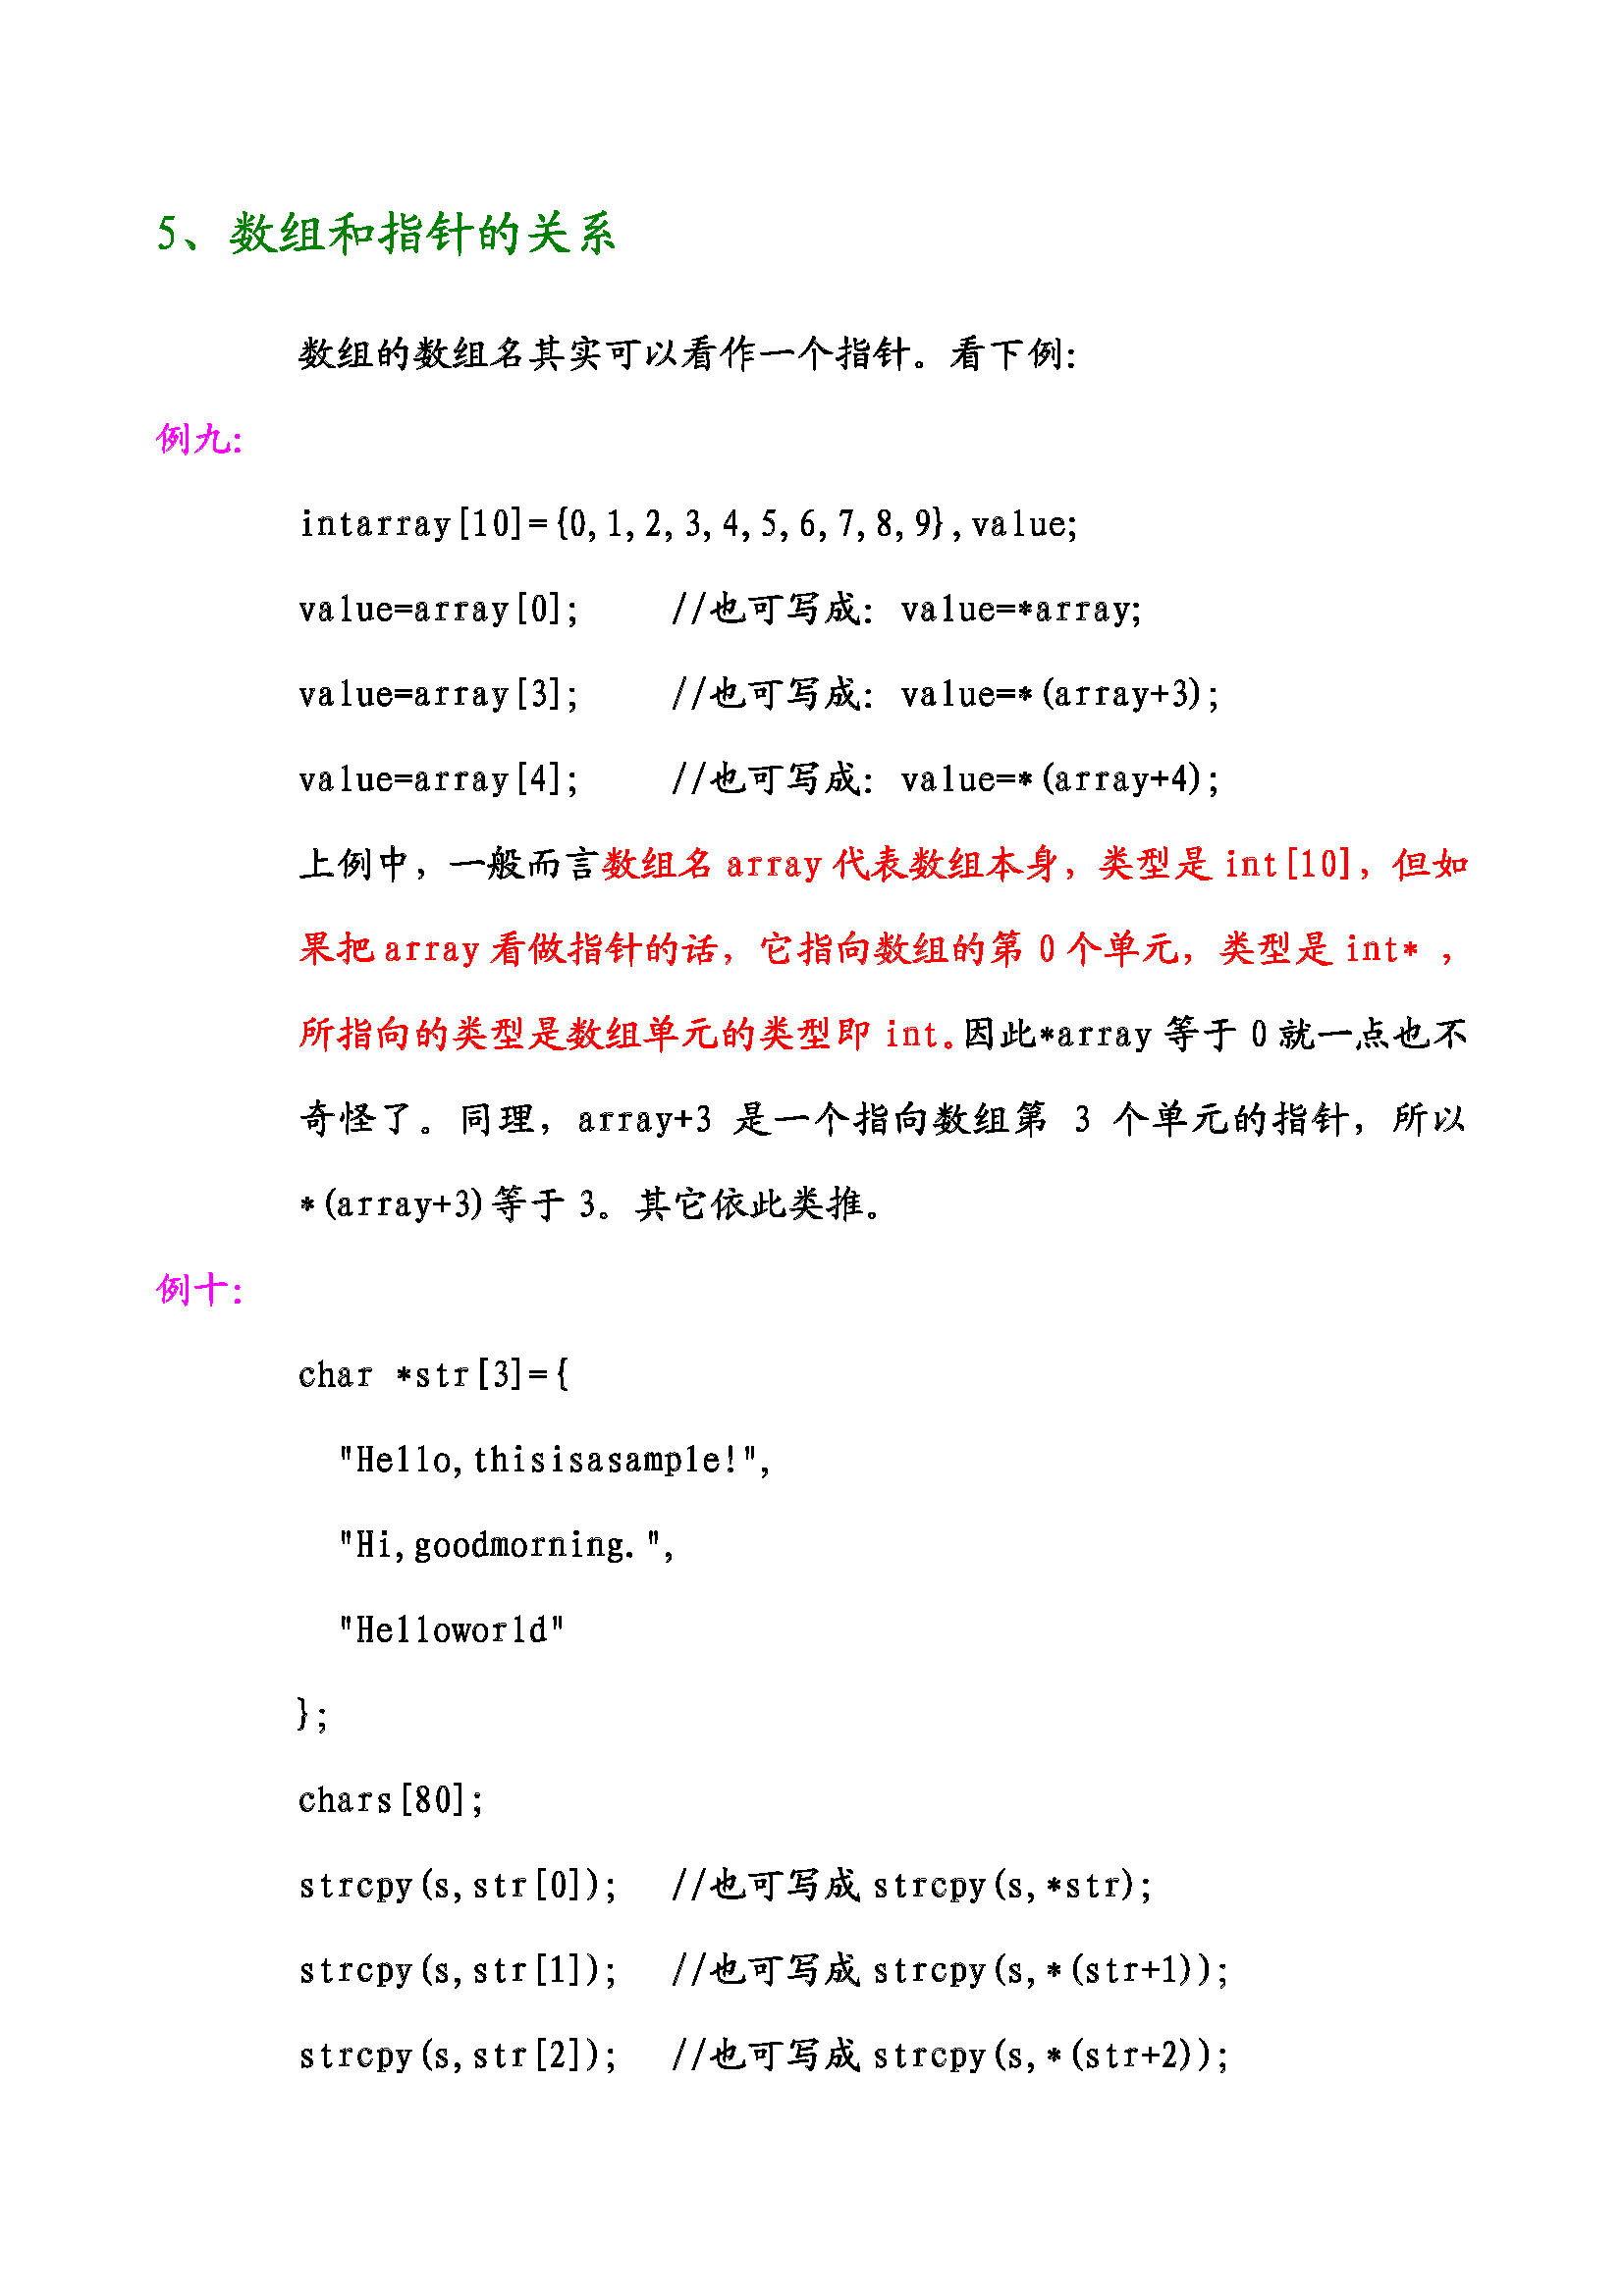 5、数组和指针的关系
数组的数组名其实可以看作一个指针。看下例：
例九：
intarray[10]={0,1,2,3,4,5,6,7,8,9},value;
value=array[0];    //也可写成：value=*array;
value=array[3];    //也可写成：value=*(array+3);
value=array[4];    //也可写成：value=*(array+4);
上例中，一般而言数组名 array 代表数组本身，类型是 int[10]，但如
果把 array 看做指针的话，它指向数组的第 0 个单元，类型是 int* ，
所指向的类型是数组单元的类型即 int。因此*array 等于 0 就一点也不
奇怪了。同理，array+3 是一个指向数组第 3 个单元的指针，所以
*(array+3)等于 3。其它依此类推。
例十：
char *str[3]={
"Hello,thisisasample!",
"Hi,goodmorning.",
"Helloworld"
};
chars[80];
strcpy(s,str[0]);  //也可写成 strcpy(s,*str);
strcpy(s,str[1]);  //也可写成 strcpy(s,*(str+1));
strcpy(s,str[2]);  //也可写成 strcpy(s,*(str+2));